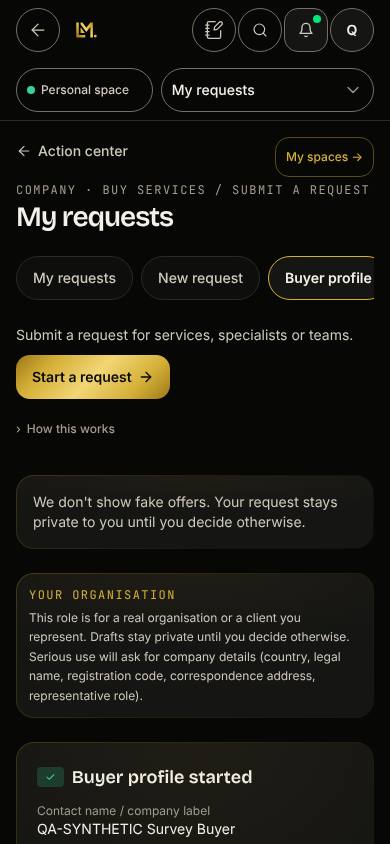 LM.
Q
Personal space
My requests
← Action center
My spaces →
COMPANY · BUY SERVICES / SUBMIT A REQUEST
My requests
My requests
New request
Buyer profile
Submit a request for services, specialists or teams.
Start a request →
› How this works
We don't show fake offers. Your request stays
private to you until you decide otherwise.
YOUR ORGANISATION
This role is for a real organisation or a client you
represent. Drafts stay private until you decide otherwise.
Serious use will ask for company details (country, legal
name, registration code, correspondence address,
representative role).
Buyer profile started
Contact name / company label
QA-SYNTHETIC Survey Buyer